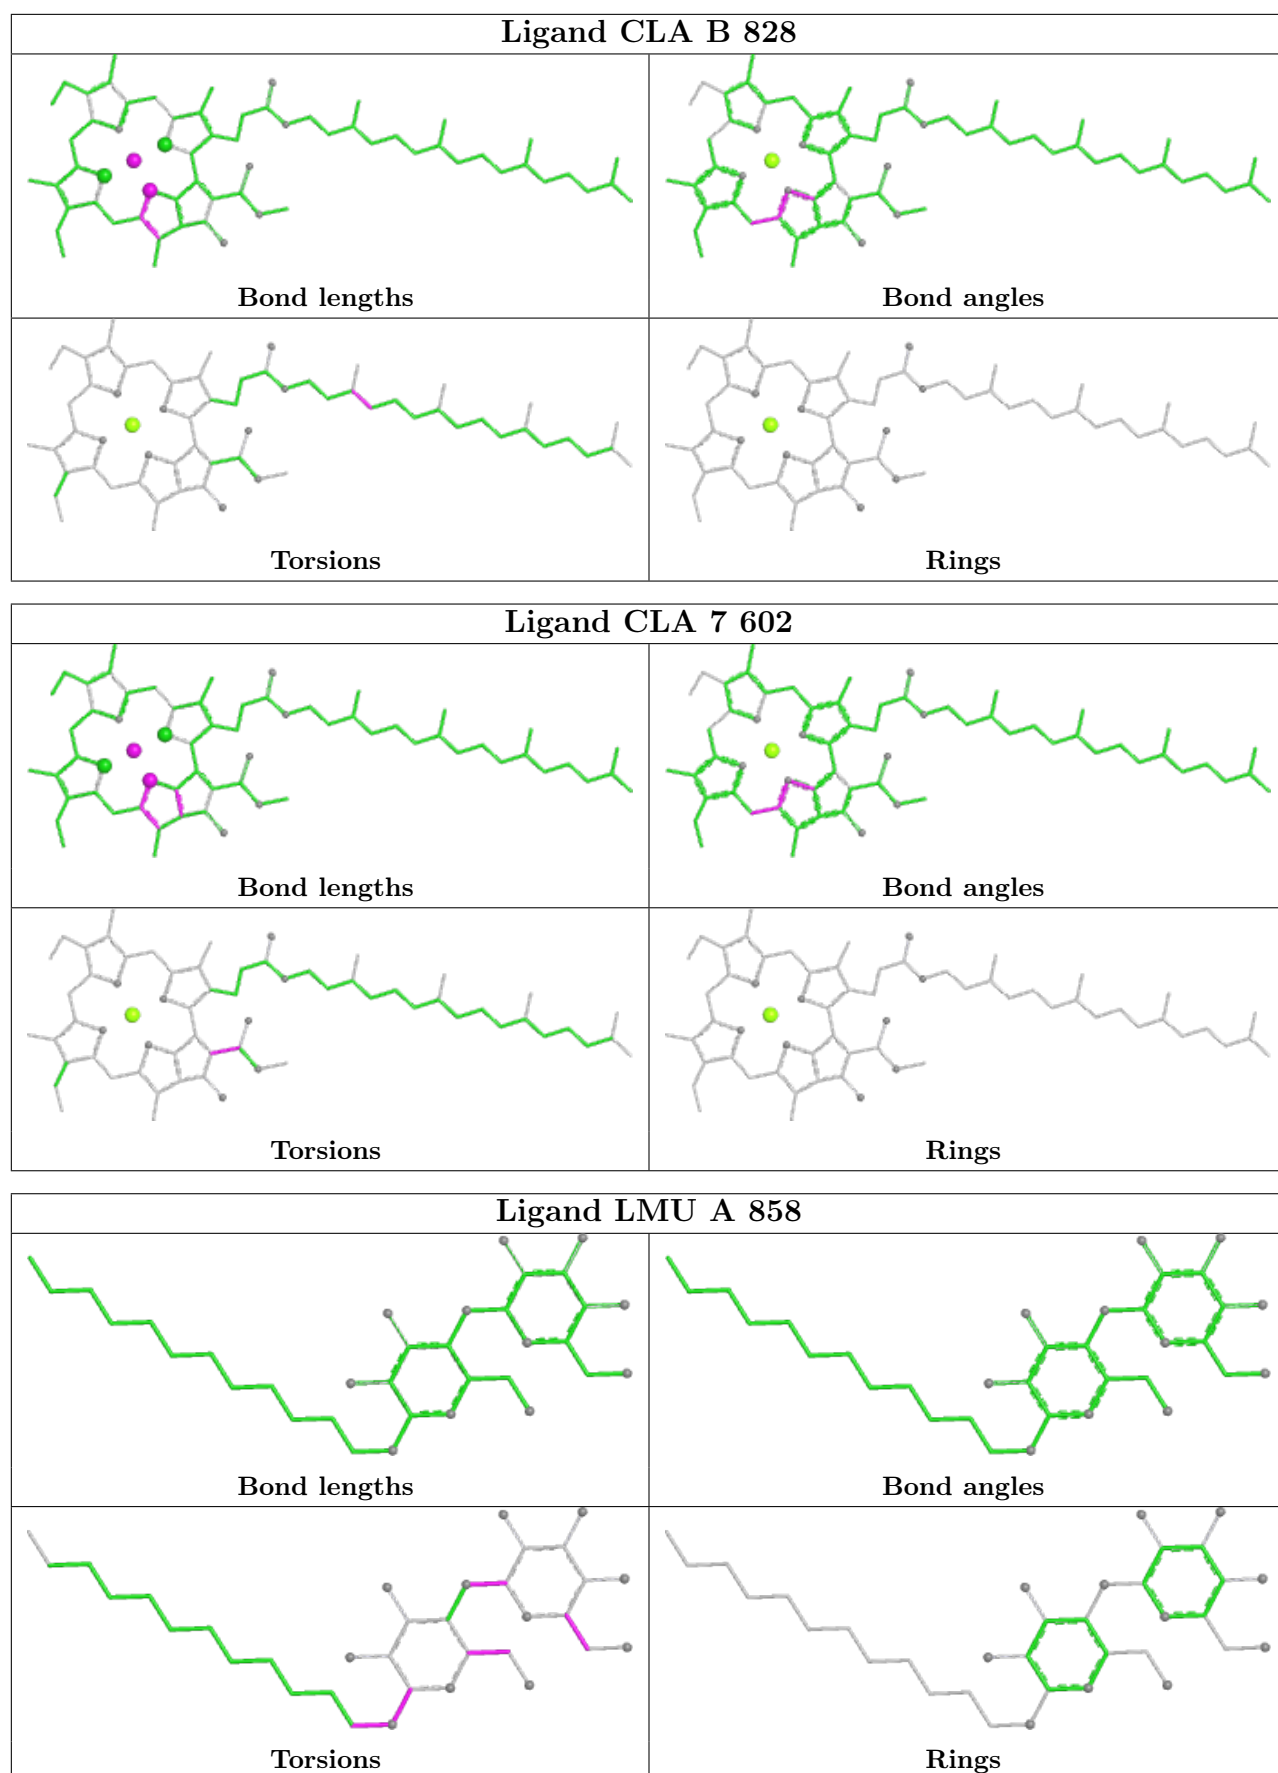 Ligand CLA B 828
Bond lengths
Bond angles
Torsions
Rings
Ligand CLA 7 602
Bond lengths
Bond angles
Torsions
Rings
Ligand LMU A 858
Bond lengths
Bond angles
Torsions
Rings